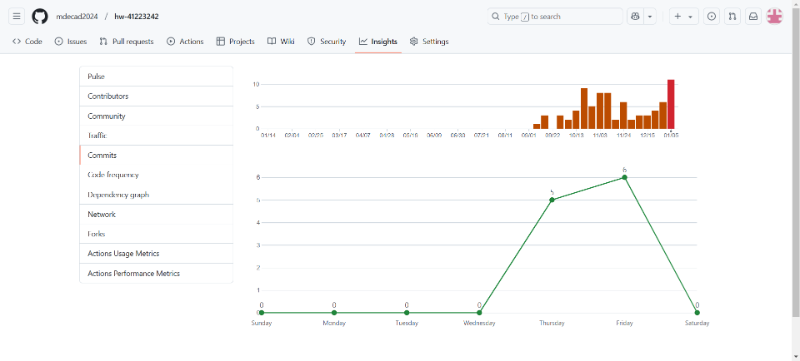 mdecad2024 / hw-41223242
Type / to search
Code Issues Pull requests Actions Projects Wiki Security Insights Settings
Pulse
Contributors
Community
Traffic
Commits
Code frequency
Dependency graph
Network
Forks
Actions Usage Metrics
Actions Performance Metrics
10
5
0
01/14 02/04 02/25 03/17 04/07 04/28 05/19 06/09 06/30 07/21 08/11 09/01 09/22 10/13 11/03 11/24 12/15 01/05
6
5
4
3
2
1
0
0 0 0 0 5 6 0
Sunday Monday Tuesday Wednesday Thursday Friday Saturday